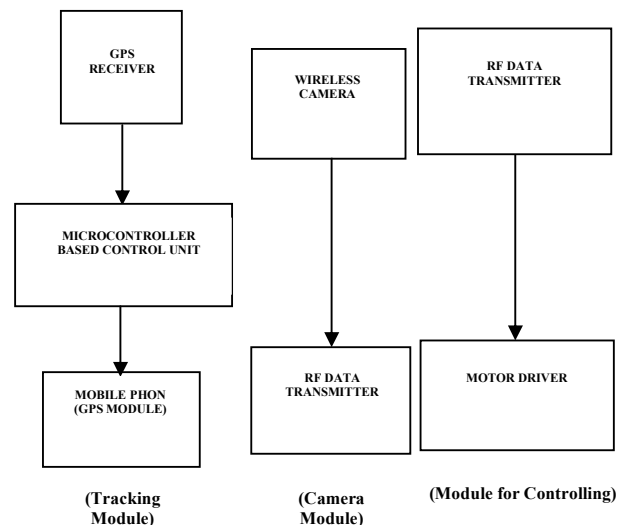 GPS
RECEIVER
WIRELESS
CAMERA
RF DATA
TRANSMITTER
MICROCONTROLLER
BASED CONTROL UNIT
MOBILE PHON
(GPS MODULE)
RF DATA
TRANSMITTER
MOTOR DRIVER
(Tracking
Module)
(Camera
Module)
(Module for Controlling)